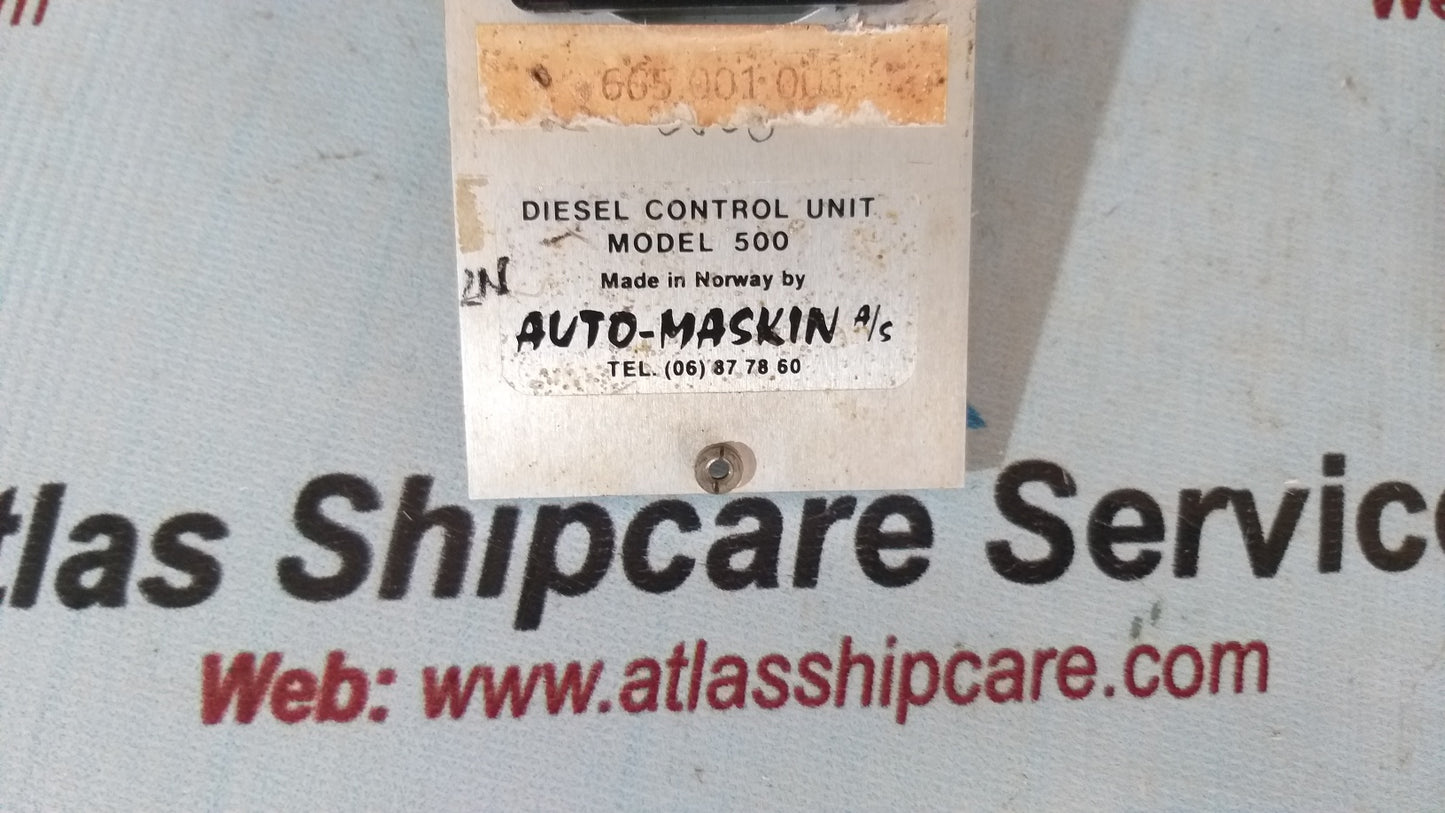 665.001.001
DIESEL CONTROL UNIT
MODEL 500
Made in Norway by
AUTO-MASKIN A/S
TEL. (06) 87 78 60
2N
tlas Shipcare Servic
Web: www.atlasshipcare.com